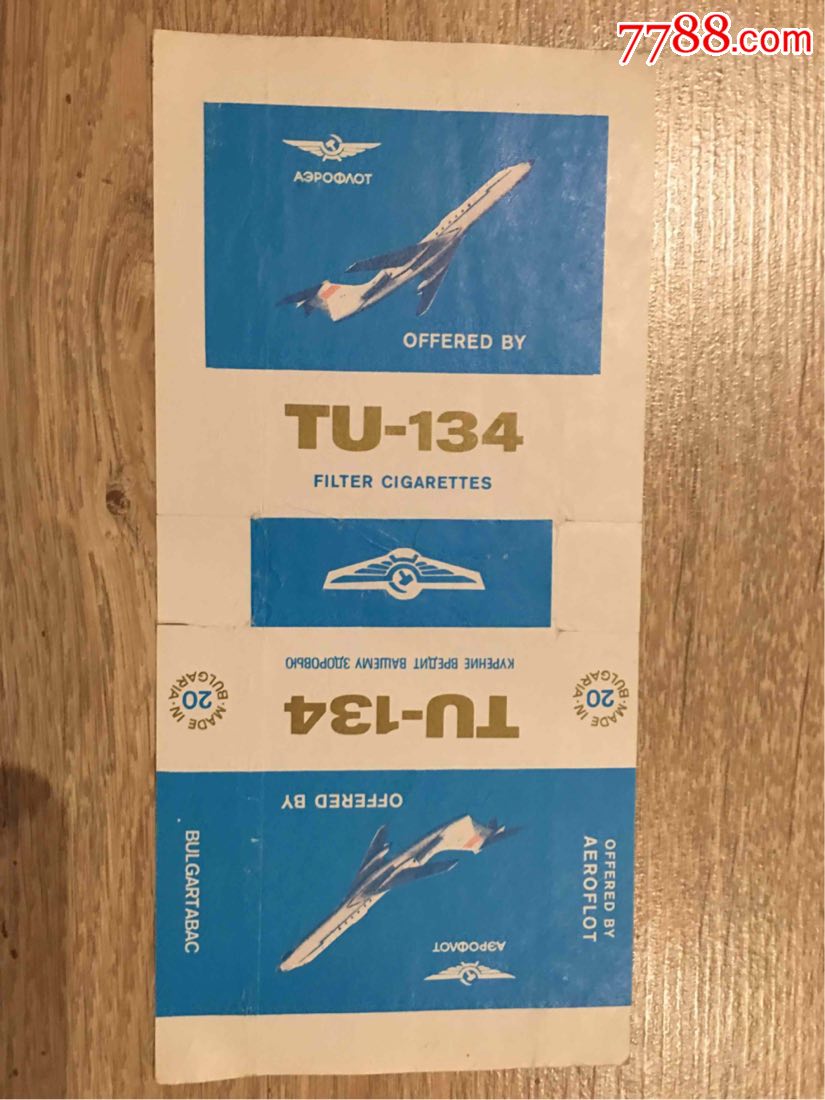 7788.com
АЭРОФЛОТ
OFFERED BY
TU-134
FILTER CIGARETTES
КУРЕНИЕ ВРЕДИТ ВАШЕМУ ЗДОРОВЬЮ
TU-134
·MADE IN·
BULGARIA
20
·MADE IN·
BULGARIA
20
OFFERED BY
АЭРОФЛОТ
BULGARTABAC
OFFERED BY
AEROFLOT